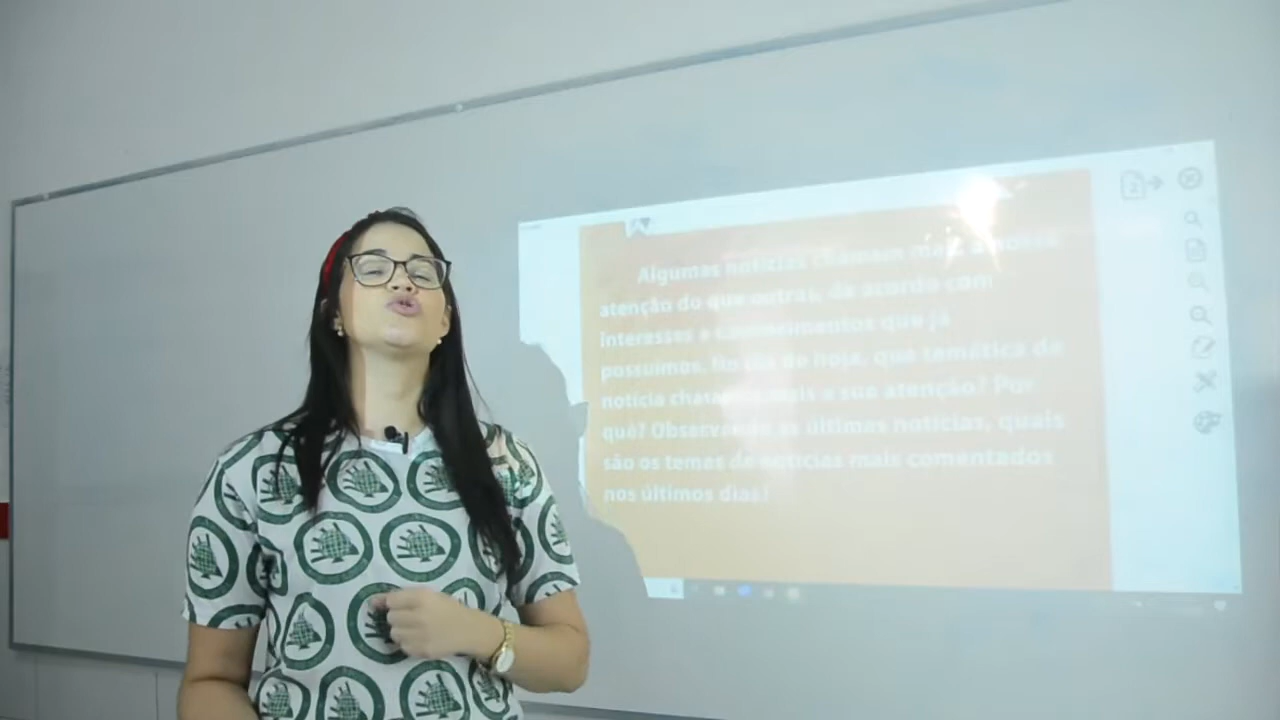 Algumas notícias chamam mais a nossa
atenção do que outras, de acordo com
interesses e conhecimentos que já
possuímos. No dia de hoje, que temática de
notícia chamou mais a sua atenção? Por
quê? Observando as últimas notícias, quais
são os temas de notícias mais comentados
nos últimos dias?